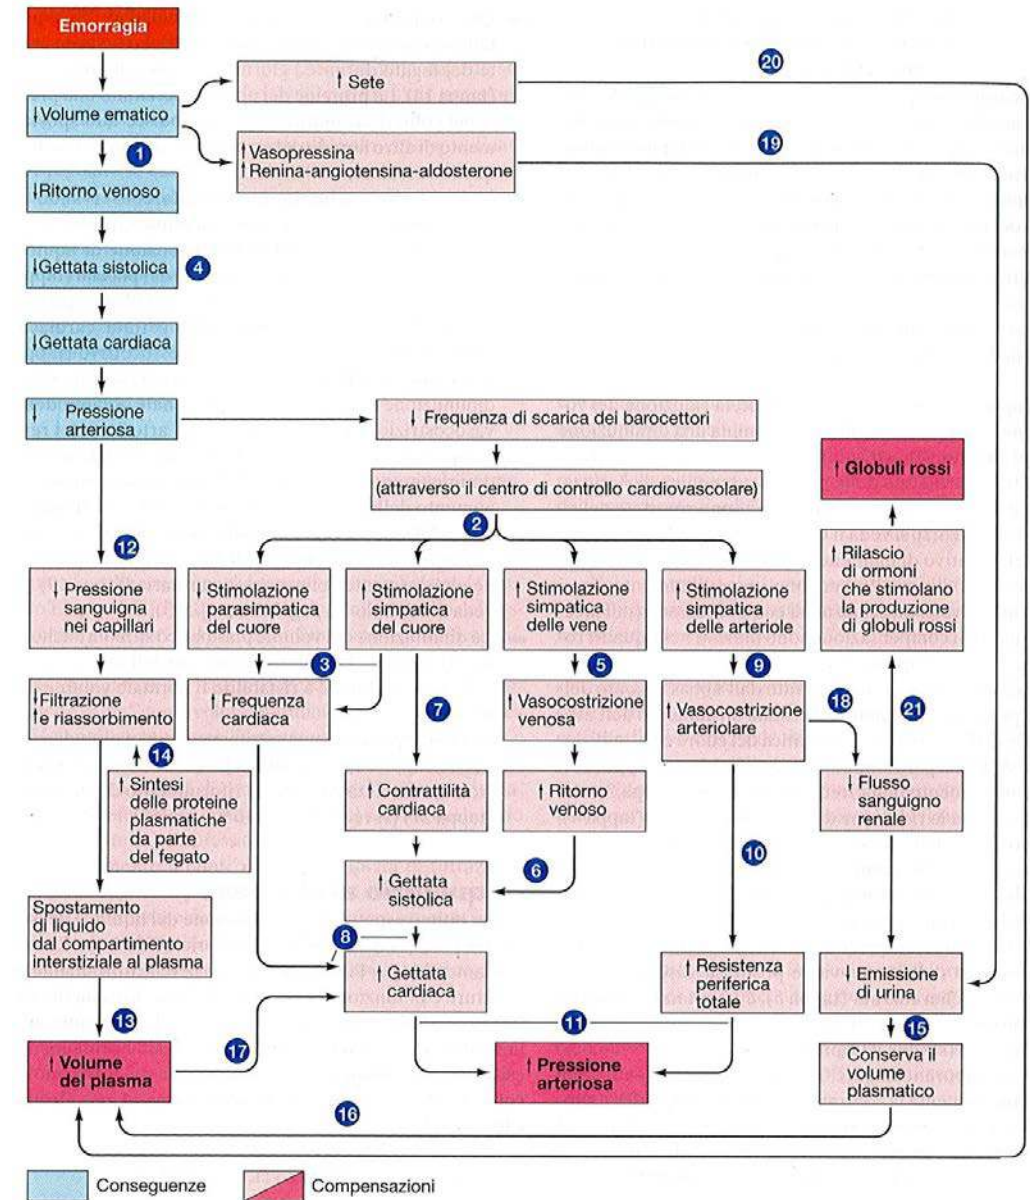 Emorragia
20
↑ Sete
↓Volume ematico
19
↑Vasopressina
↑Renina-angiotensina-aldosterone
1
↓Ritorno venoso
↓Gettata sistolica
4
↓Gettata cardiaca
↓ Pressione
arteriosa
↓ Frequenza di scarica dei barocettori
(attraverso il centro di controllo cardiovascolare)
2
↑ Globuli rossi
12
↓ Pressione
sanguigna
nei capillari
↓ Stimolazione
parasimpatica
del cuore
↑ Stimolazione
simpatica
del cuore
↑ Stimolazione
simpatica
delle vene
↑ Stimolazione
simpatica
delle arteriole
↑ Rilascio
di ormoni
che stimolano
la produzione
di globuli rossi
3
5
9
↓Filtrazione
↑e riassorbimento
↑ Frequenza
cardiaca
7
↑ Vasocostrizione
venosa
↑ Vasocostrizione
arteriolare
18
21
14
↑ Sintesi
delle proteine
plasmatiche
da parte
del fegato
↑ Contrattilità
cardiaca
↑ Ritorno
venoso
↓ Flusso
sanguigno
renale
10
6
↑ Gettata
sistolica
Spostamento
di liquido
dal compartimento
interstiziale al plasma
8
↑ Gettata
cardiaca
↑ Resistenza
periferica
totale
↓ Emissione
di urina
13
11
15
↑ Volume
del plasma
17
↑ Pressione
arteriosa
Conserva il
volume
plasmatico
16
Conseguenze
Compensazioni